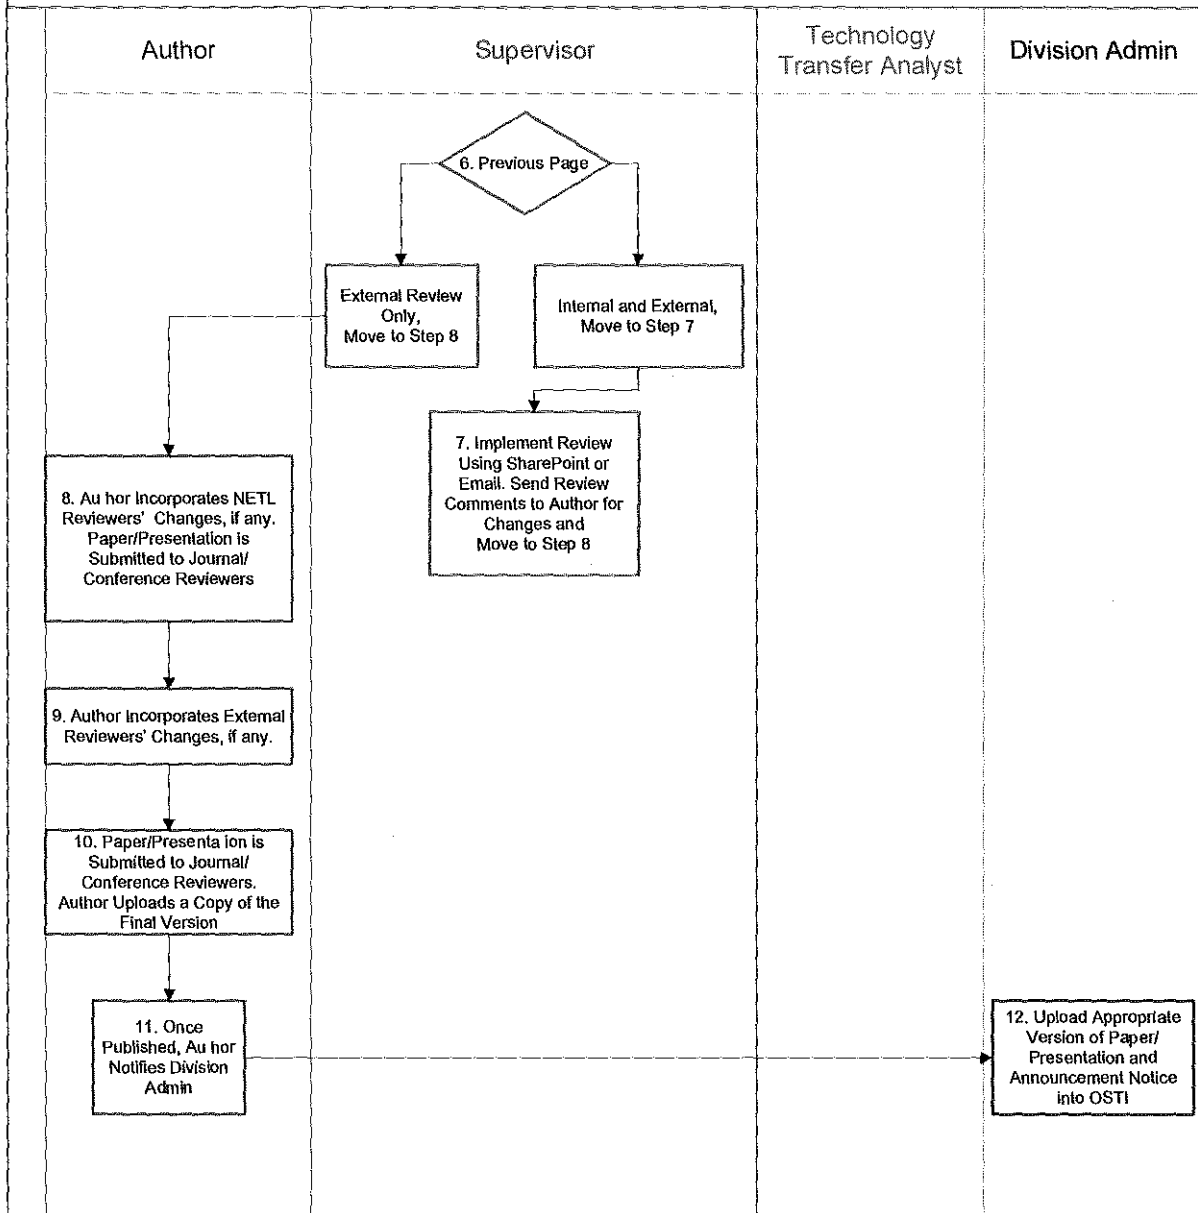 Author
Supervisor
Technology
Transfer Analyst
Division Admin
6. Previous Page
External Review
Only,
Move to Step 8
Internal and External,
Move to Step 7
7. Implement Review
Using SharePoint or
Email. Send Review
Comments to Author for
Changes and
Move to Step 8
8. Au hor Incorporates NETL
Reviewers' Changes, if any.
Paper/Presentation is
Submitted to Journal/
Conference Reviewers
9. Author Incorporates External
Reviewers' Changes, if any.
10. Paper/Presenta ion is
Submitted to Journal/
Conference Reviewers.
Author Uploads a Copy of the
Final Version
11. Once
Published, Au hor
Notifies Division
Admin
12. Upload Appropriate
Version of Paper/
Presentation and
Announcement Notice
into OSTI